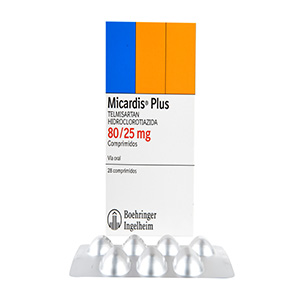 Micardis® Plus
TELMISARTAN
HIDROCLOROTIAZIDA
80/25 mg
Comprimidos
Vía oral
28 comprimidos
Boehringer
Ingelheim